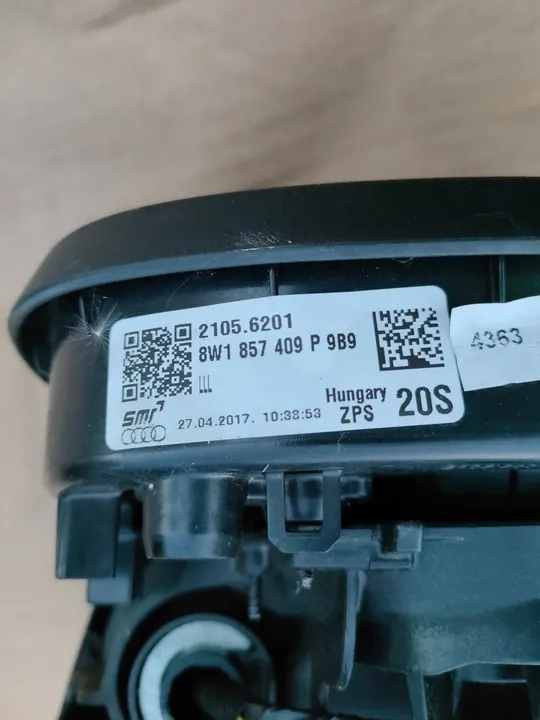 2105.6201
8W1 857 409 P 9B9
smr
27.04.2017. 10:38:53
Hungary
ZPS
20S
4363